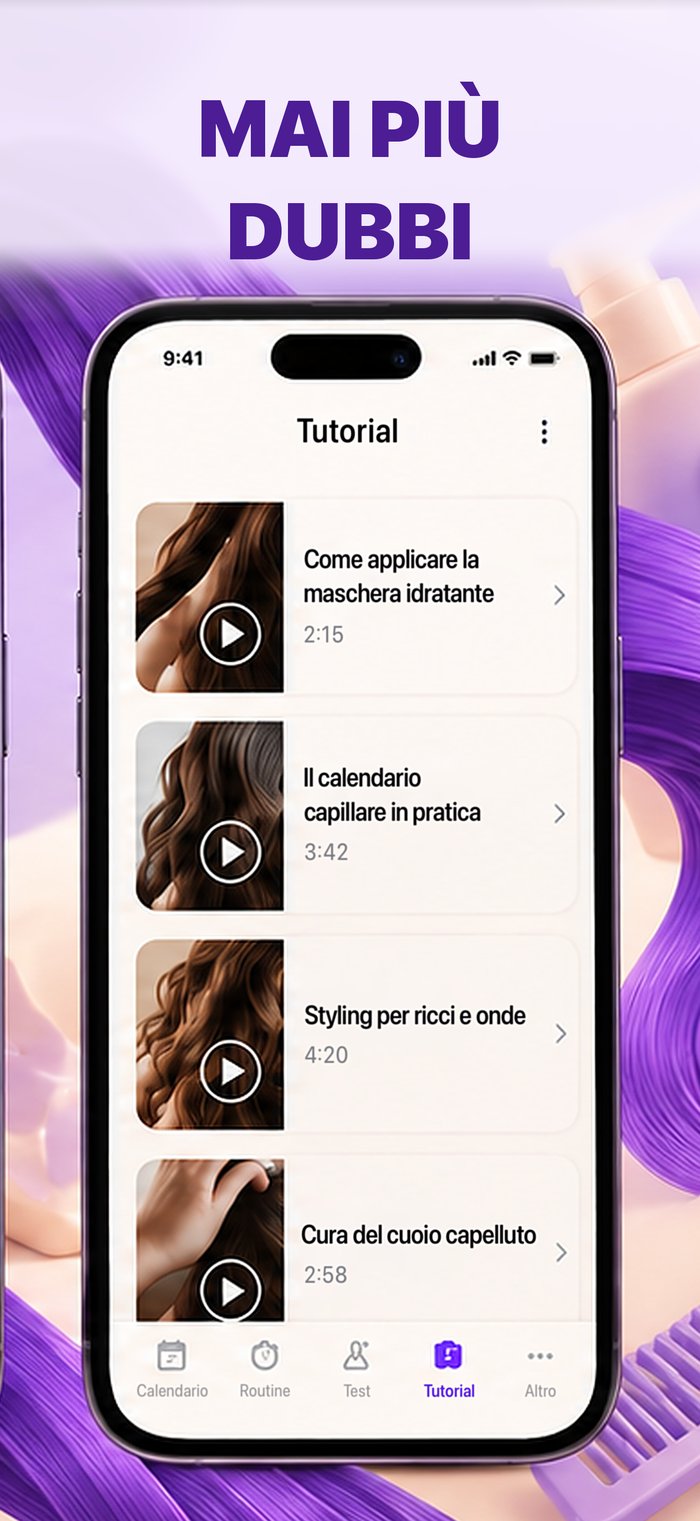 MAI PIÙ
DUBBI
9:41
Tutorial
Come applicare la
maschera idratante
2:15
Il calendario
capillare in pratica
3:42
Styling per ricci e onde
4:20
Cura del cuoio capelluto
2:58
Calendario
Routine
Test
Tutorial
Altro